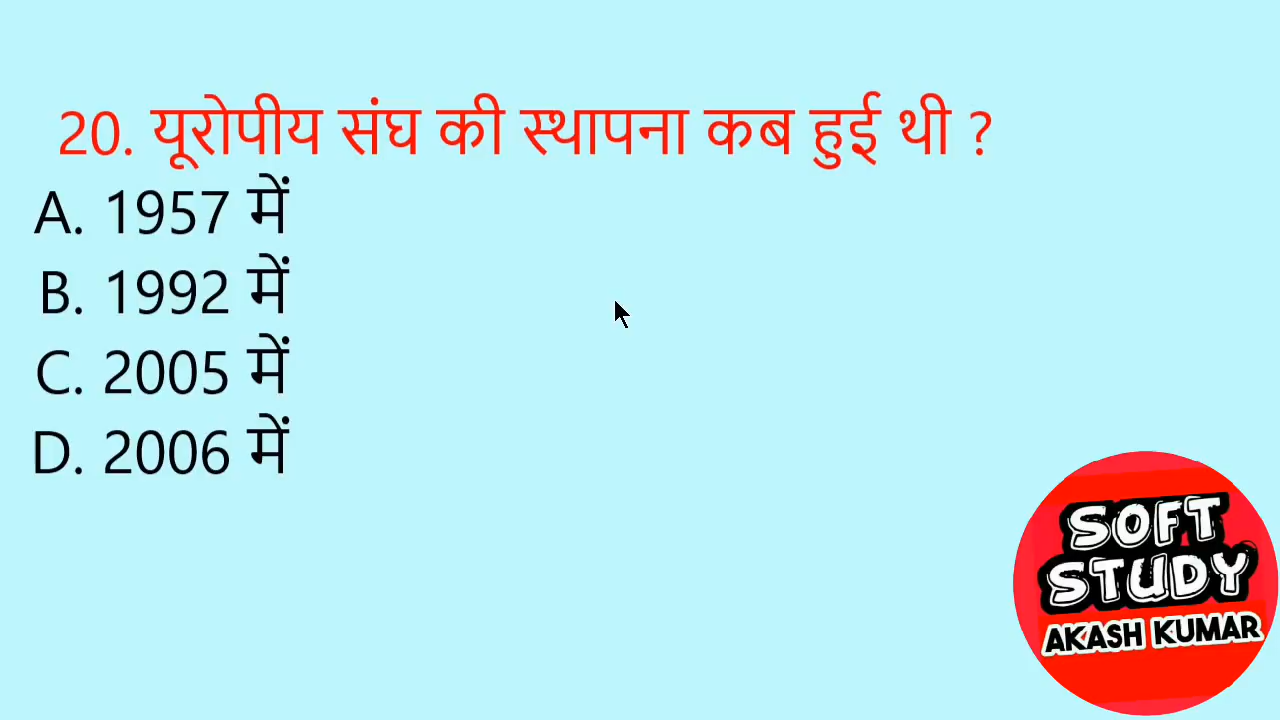 20. यूरोपीय संघ की स्थापना कब हुई थी ?
A. 1957 में
B. 1992 में
C. 2005 में
D. 2006 में
SOFT
STUDY
AKASH KUMAR